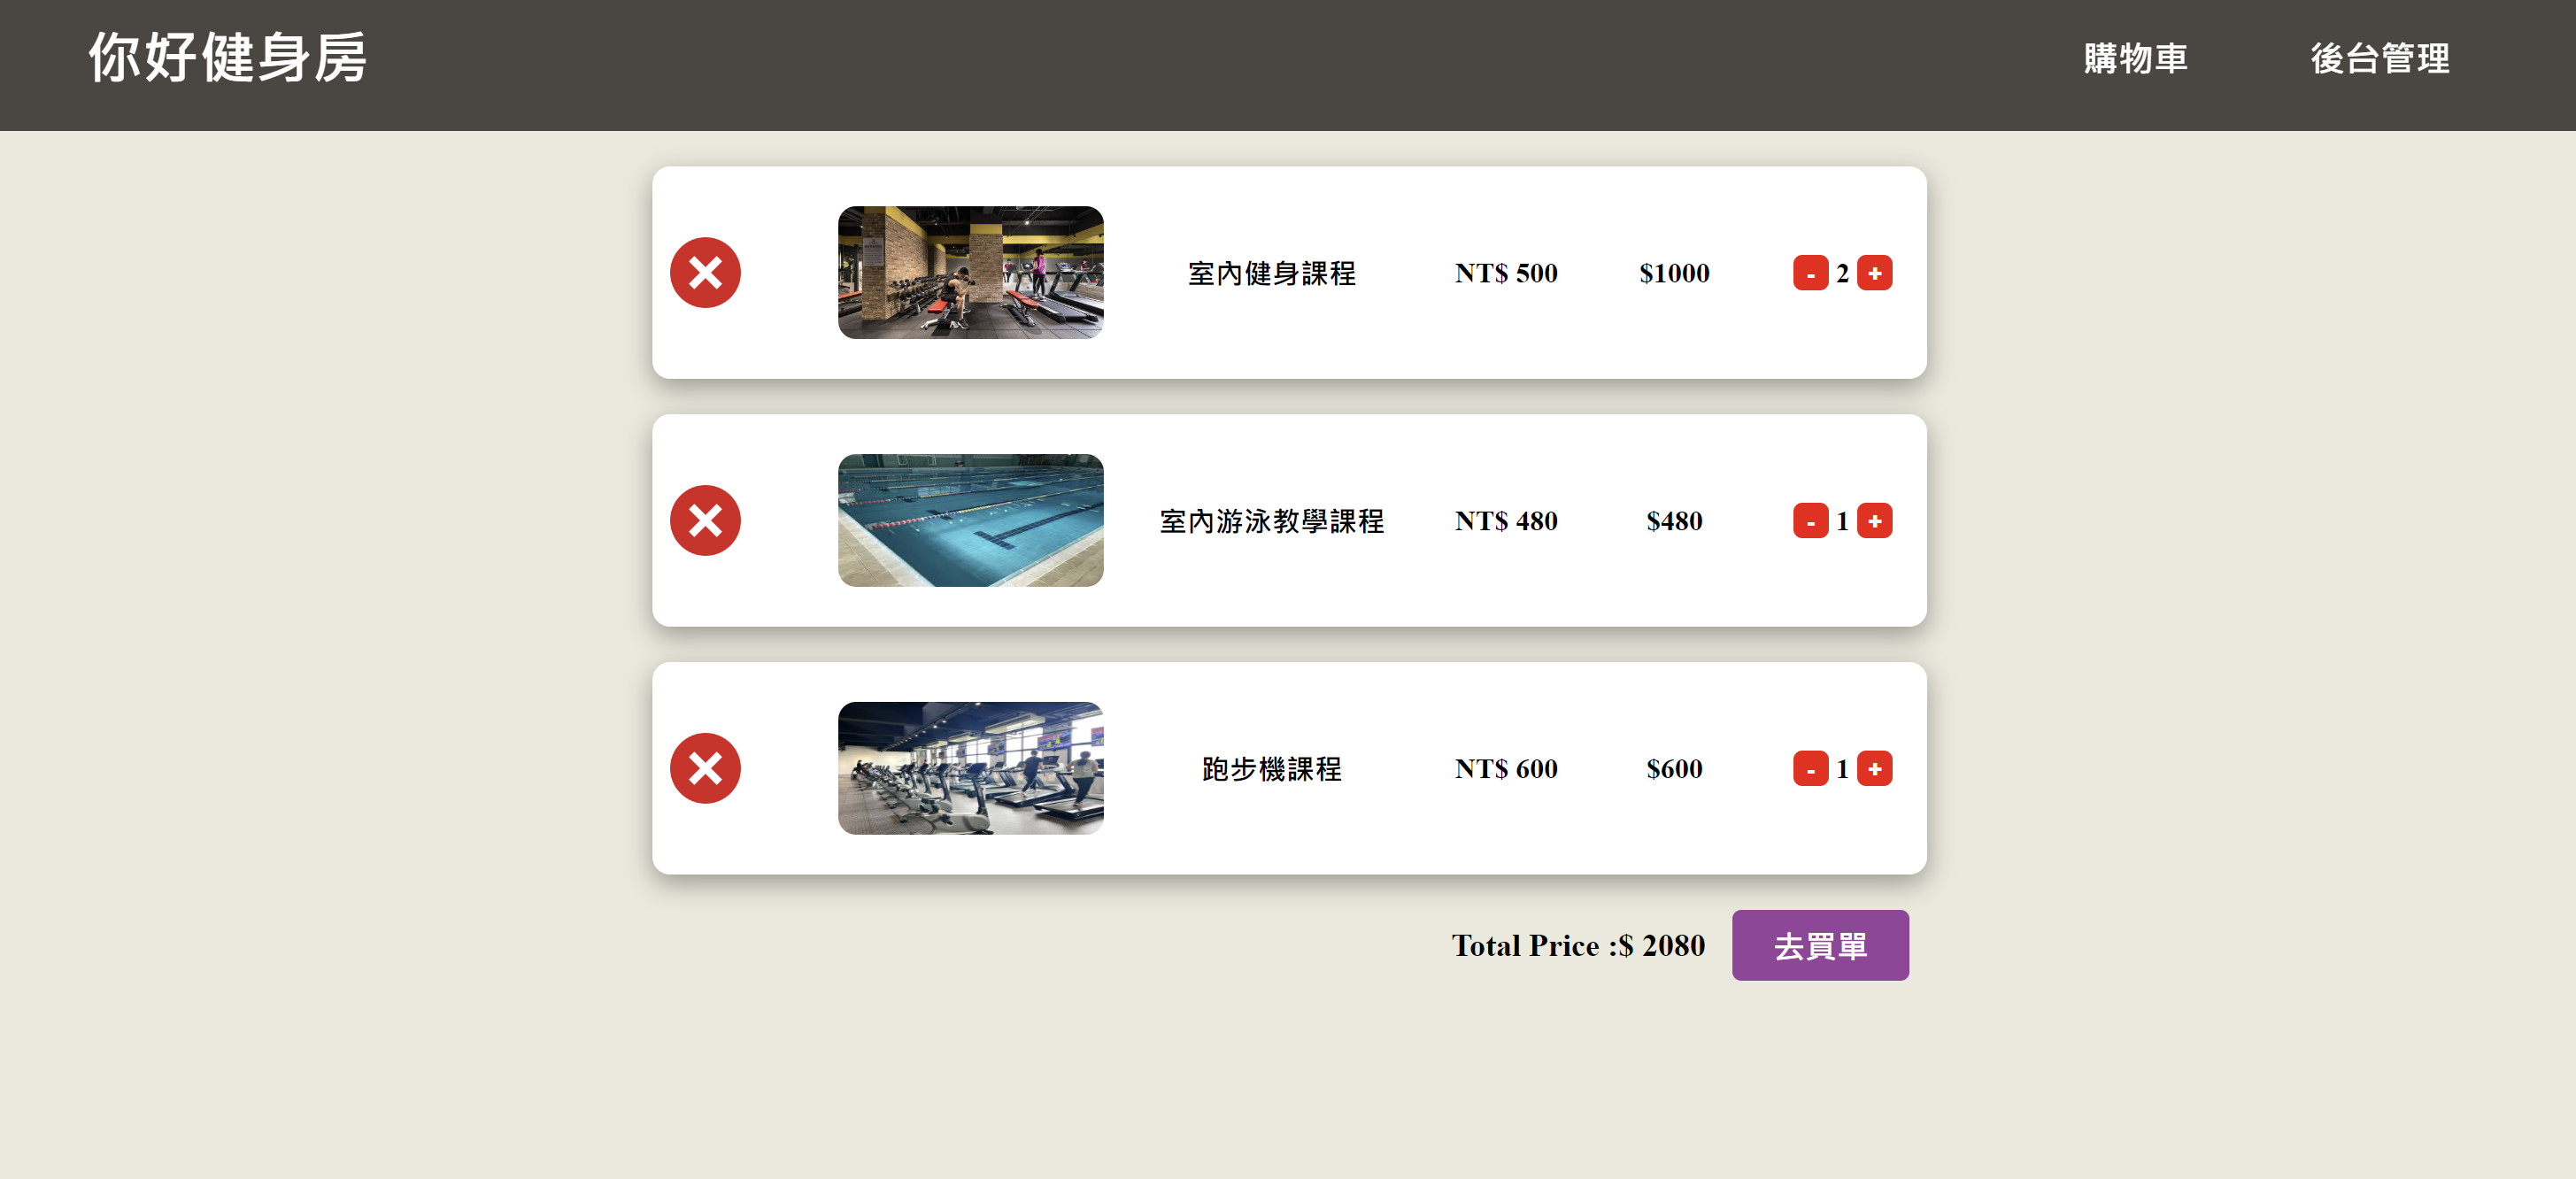 你好健身房
購物車 後台管理
室內健身課程 NT$ 500 $1000 - 2 +
室內游泳教學課程 NT$ 480 $480 - 1 +
跑步機課程 NT$ 600 $600 - 1 +
Total Price :$ 2080 去買單